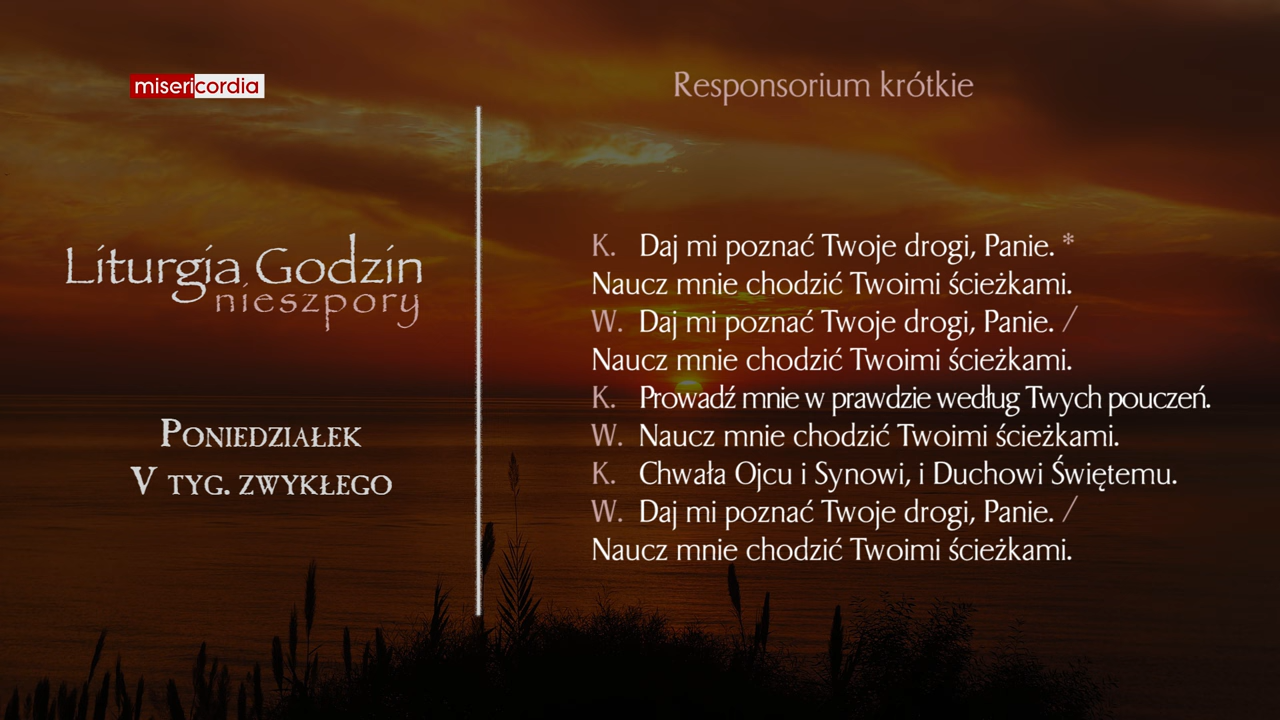 misericordia
Liturgia Godzin
nieszpory
Poniedziałek
V tyg. zwykłego
Responsorium krótkie
K. Daj mi poznać Twoje drogi, Panie. *
Naucz mnie chodzić Twoimi ścieżkami.
W. Daj mi poznać Twoje drogi, Panie. /
Naucz mnie chodzić Twoimi ścieżkami.
K. Prowadź mnie w prawdzie według Twych pouczeń.
W. Naucz mnie chodzić Twoimi ścieżkami.
K. Chwała Ojcu i Synowi, i Duchowi Świętemu.
W. Daj mi poznać Twoje drogi, Panie. /
Naucz mnie chodzić Twoimi ścieżkami.